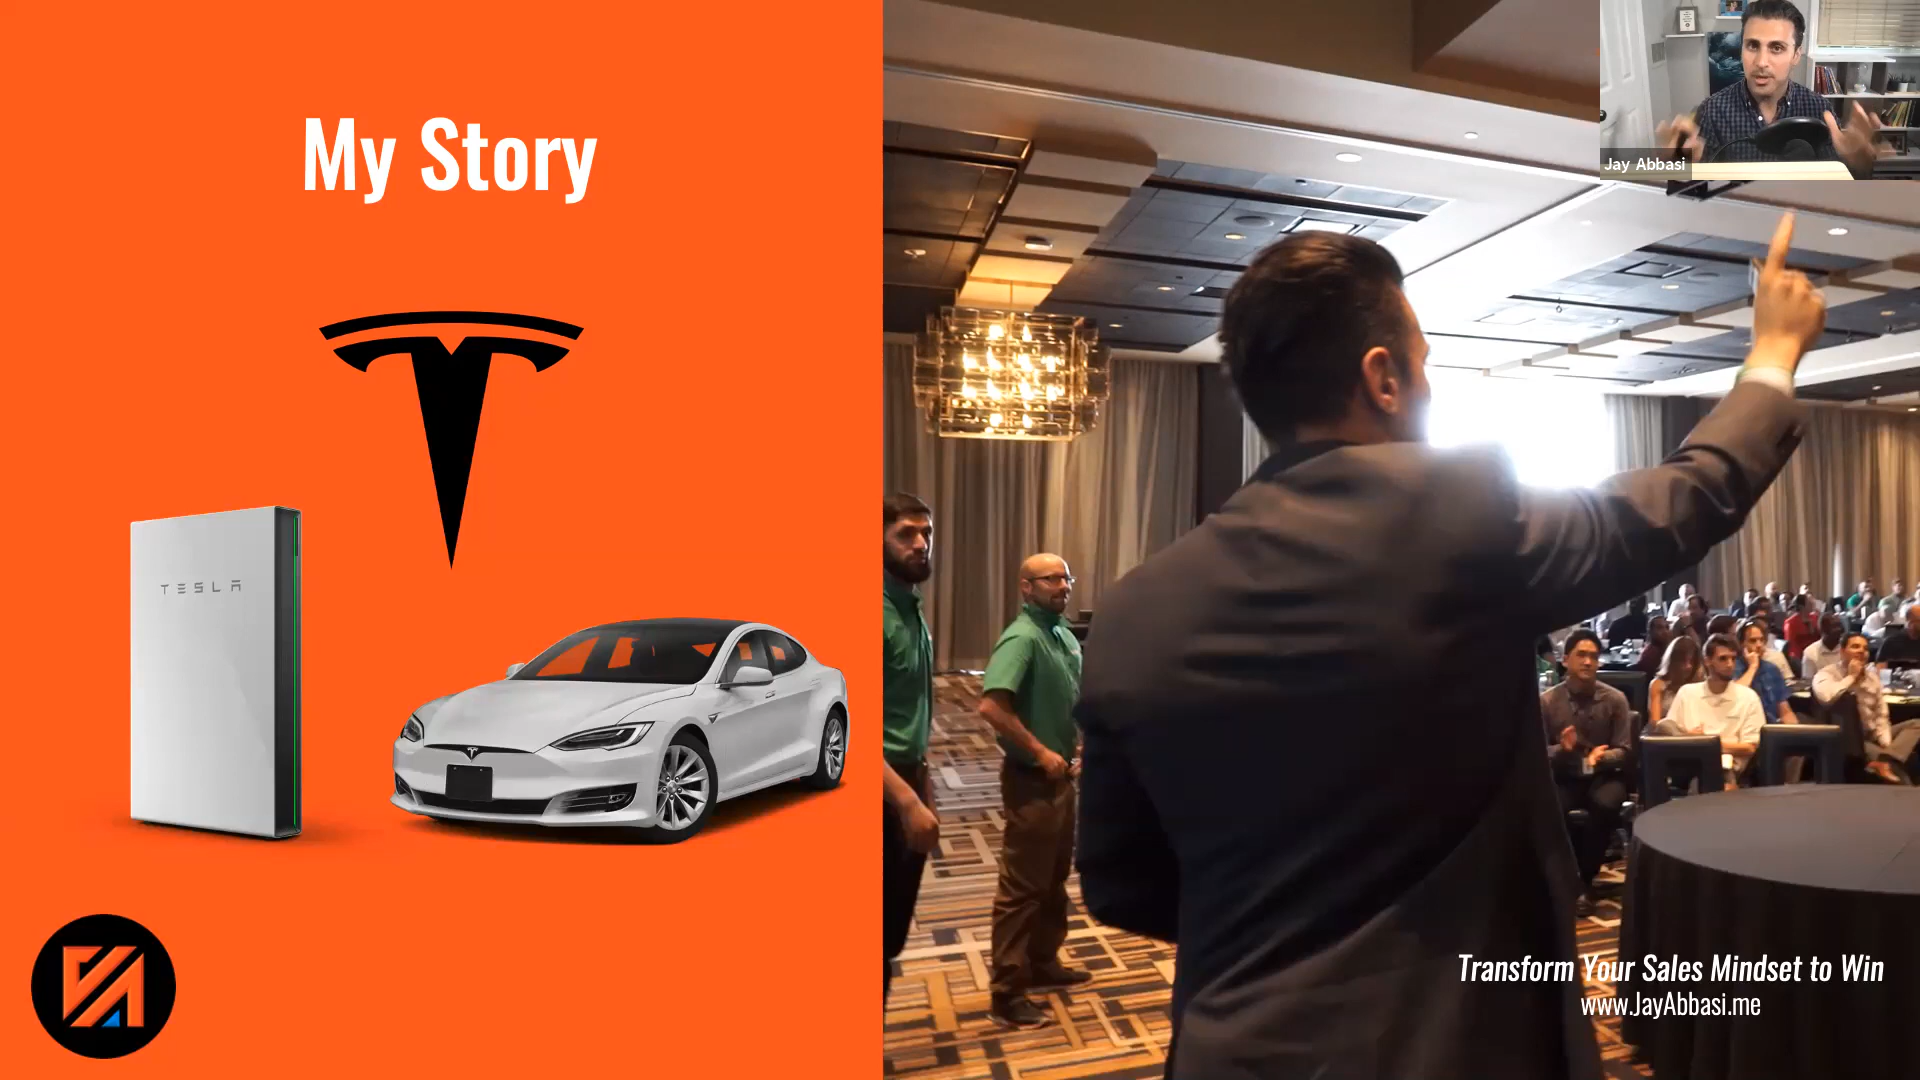 My Story
TESLA
Jay Abbasi
Transform Your Sales Mindset to Win
www.JayAbbasi.me